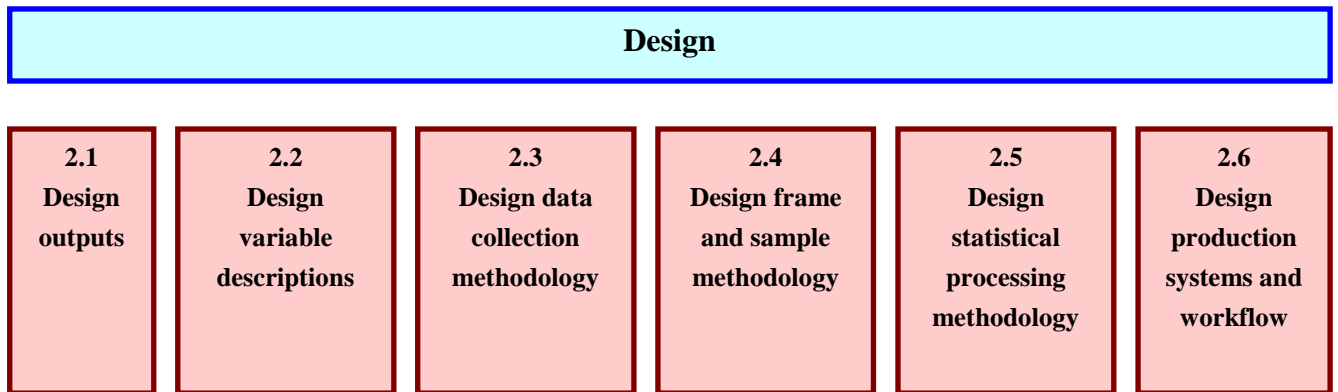 Design
2.1
Design
outputs
2.2
Design
variable
descriptions
2.3
Design data
collection
methodology
2.4
Design frame
and sample
methodology
2.5
Design
statistical
processing
methodology
2.6
Design
production
systems and
workflow